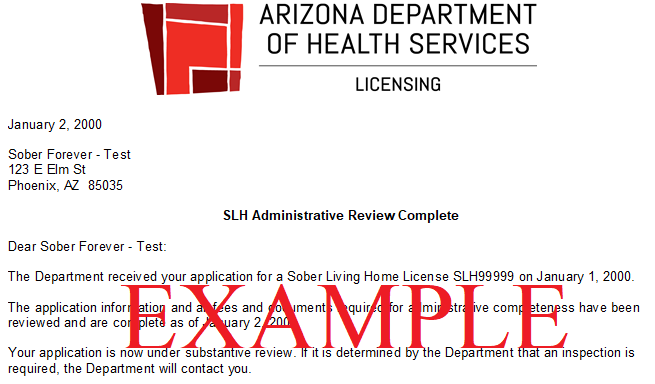 ARIZONA DEPARTMENT
OF HEALTH SERVICES
LICENSING
January 2, 2000
Sober Forever - Test
123 E Elm St
Phoenix, AZ 85035
SLH Administrative Review Complete
Dear Sober Forever - Test:
The Department received your application for a Sober Living Home License SLH99999 on January 1, 2000.
EXAMPLE
The application information and all fees and documents required for administrative completeness have been
reviewed and are complete as of January 2, 2000.
Your application is now under substantive review. If it is determined by the Department that an inspection is
required, the Department will contact you.